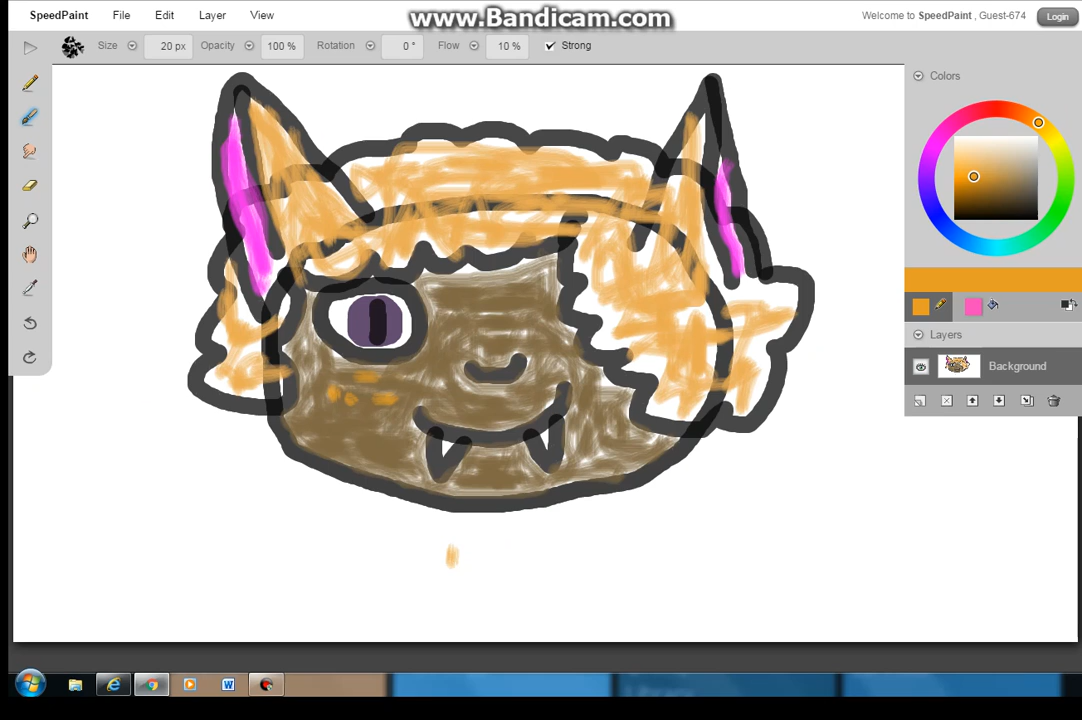 www.Bandicam.com
SpeedPaint File Edit Layer View
Welcome to SpeedPaint , Guest-674 Login
Size 20 px Opacity 100 % Rotation 0 ° Flow 10 % Strong
Colors
Layers
Background